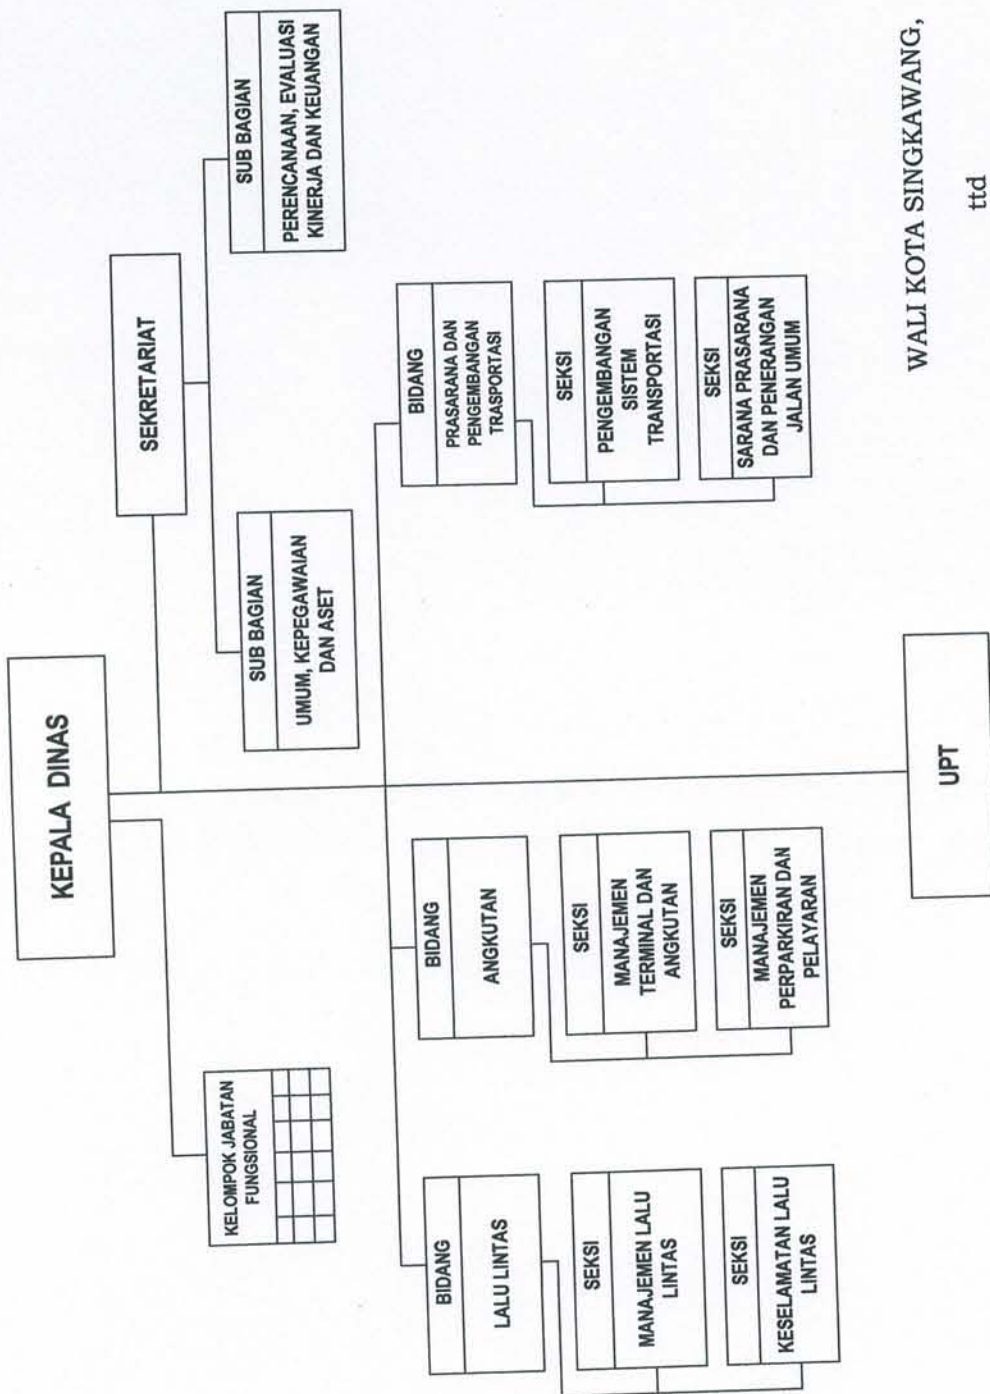 KEPALA DINAS
KELOMPOK JABATAN
FUNGSIONAL
SEKRETARIAT
SUB BAGIAN
UMUM, KEPEGAWAIAN
DAN ASET
SUB BAGIAN
PERENCANAAN, EVALUASI
KINERJA DAN KEUANGAN
BIDANG
LALU LINTAS
SEKSI
MANAJEMEN LALU
LINTAS
SEKSI
KESELAMATAN LALU
LINTAS
BIDANG
ANGKUTAN
SEKSI
MANAJEMEN
TERMINAL DAN
ANGKUTAN
SEKSI
MANAJEMEN
PERPARKIRAN DAN
PELAYARAN
BIDANG
PRASARANA DAN
PENGEMBANGAN
TRASPORTASI
SEKSI
PENGEMBANGAN
SISTEM
TRANSPORTASI
SEKSI
SARANA PRASARANA
DAN PENERANGAN
JALAN UMUM
UPT
WALI KOTA SINGKAWANG,
ttd